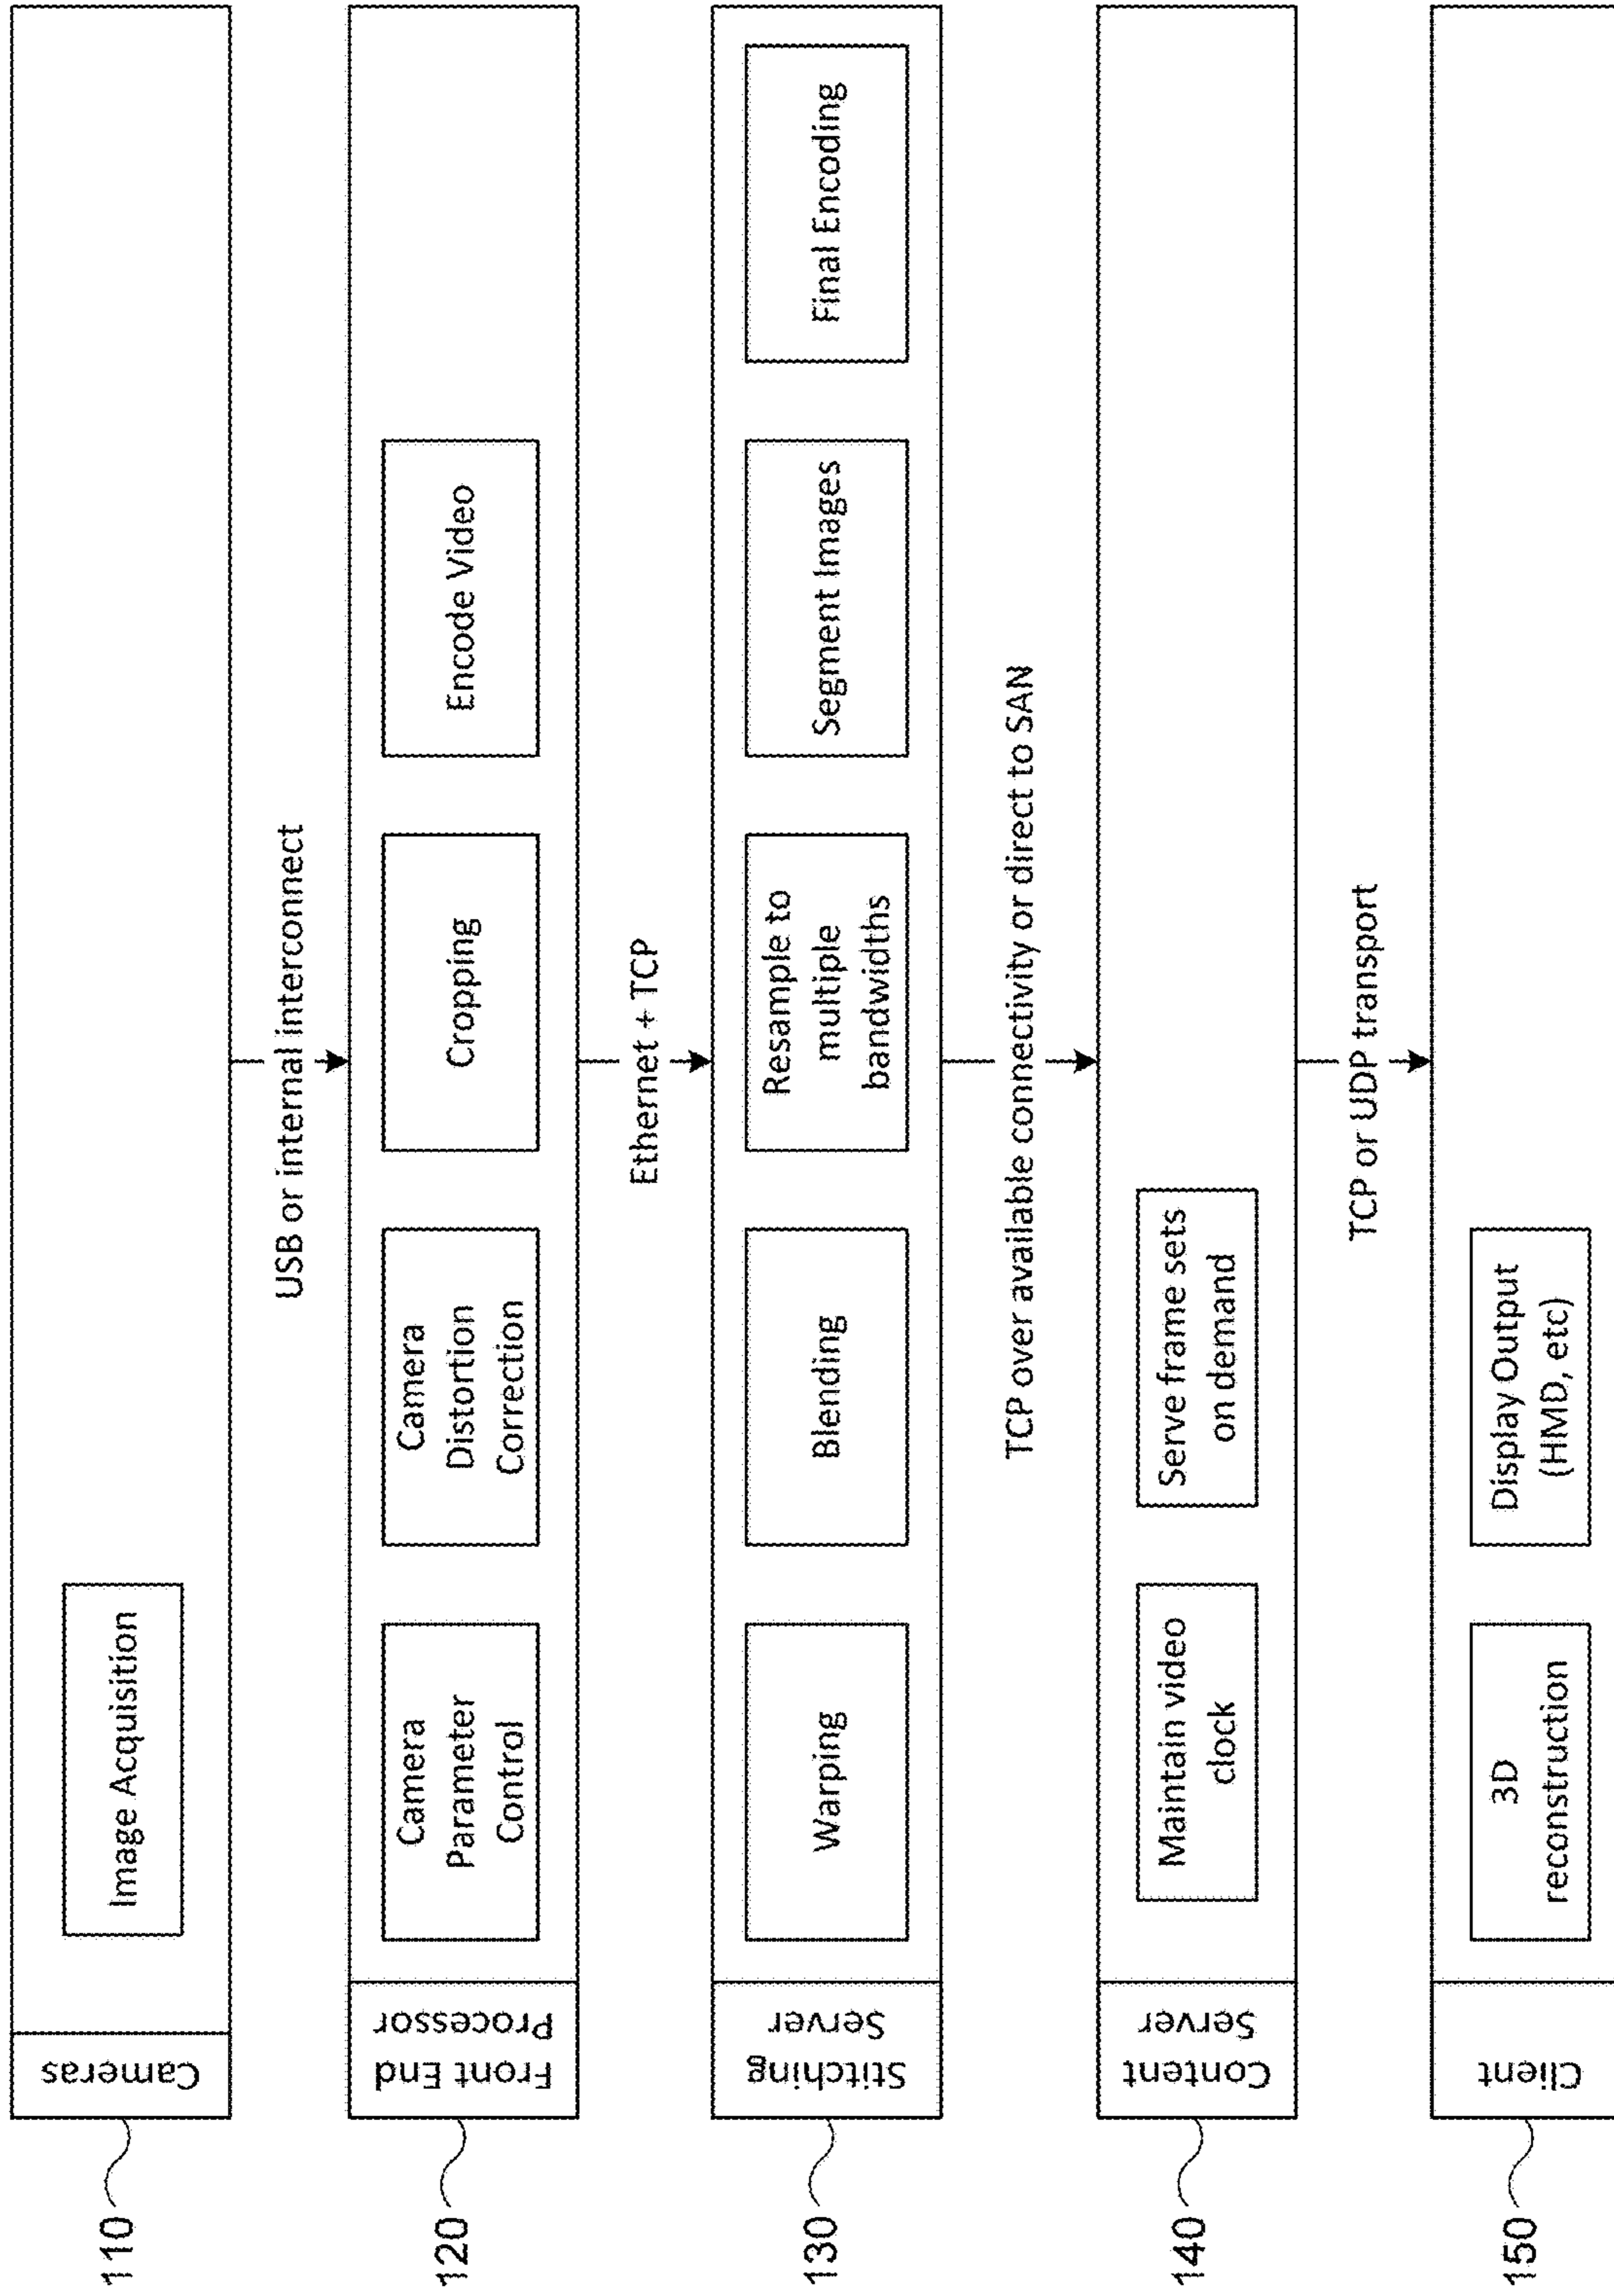 110
Cameras
Image Acquisition
USB or internal interconnect
120
Front End
Processor
Camera
Parameter
Control
Camera
Distortion
Correction
Cropping
Encode Video
Ethernet + TCP
130
Stitching
Server
Warping
Blending
Resample to
multiple
bandwidths
Segment Images
Final Encoding
TCP over available connectivity or direct to SAN
140
Content
Server
Maintain video
clock
Serve frame sets
on demand
TCP or UDP transport
150
Client
3D
reconstruction
Display Output
(HMD, etc)